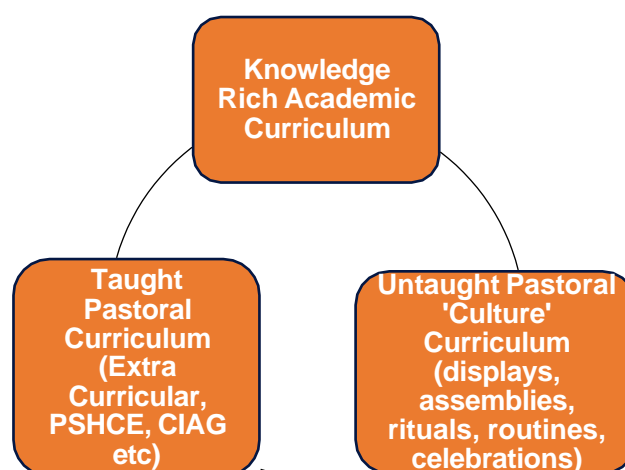 Knowledge
Rich Academic
Curriculum
Taught
Pastoral
Curriculum
(Extra
Curricular,
PSHCE, CIAG
etc)
Untaught Pastoral
'Culture'
Curriculum
(displays,
assemblies,
rituals, routines,
celebrations)